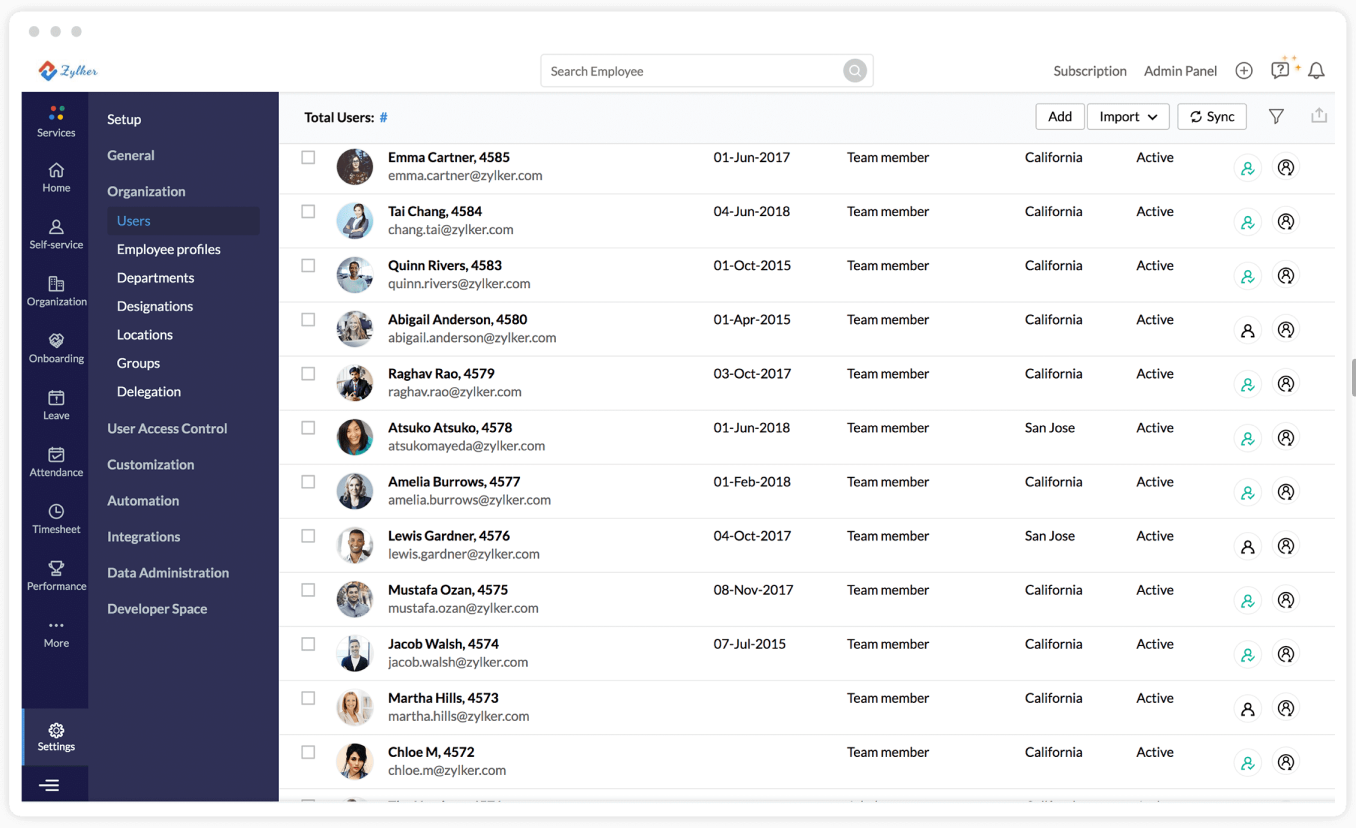 Zylker
Search Employee
Subscription
Admin Panel
Services
Home
Self-service
Organization
Onboarding
Leave
Attendance
Timesheet
Performance
More
Settings
Setup
General
Organization
Users
Employee profiles
Departments
Designations
Locations
Groups
Delegation
User Access Control
Customization
Automation
Integrations
Data Administration
Developer Space
Total Users: #
Add
Import
Sync
Emma Cartner, 4585 01-Jun-2017 Team member California Active
emma.cartner@zylker.com
Tai Chang, 4584 04-Jun-2018 Team member California Active
chang.tai@zylker.com
Quinn Rivers, 4583 01-Oct-2015 Team member California Active
quinn.rivers@zylker.com
Abigail Anderson, 4580 01-Apr-2015 Team member California Active
abigail.anderson@zylker.com
Raghav Rao, 4579 03-Oct-2017 Team member California Active
raghav.rao@zylker.com
Atsuko Atsuko, 4578 01-Jun-2018 Team member San Jose Active
atsukomayeda@zylker.com
Amelia Burrows, 4577 01-Feb-2018 Team member California Active
amelia.burrows@zylker.com
Lewis Gardner, 4576 04-Oct-2017 Team member San Jose Active
lewis.gardner@zylker.com
Mustafa Ozan, 4575 08-Nov-2017 Team member California Active
mustafa.ozan@zylker.com
Jacob Walsh, 4574 07-Jul-2015 Team member California Active
jacob.walsh@zylker.com
Martha Hills, 4573 Team member California Active
martha.hills@zylker.com
Chloe M, 4572 Team member California Active
chloe.m@zylker.com